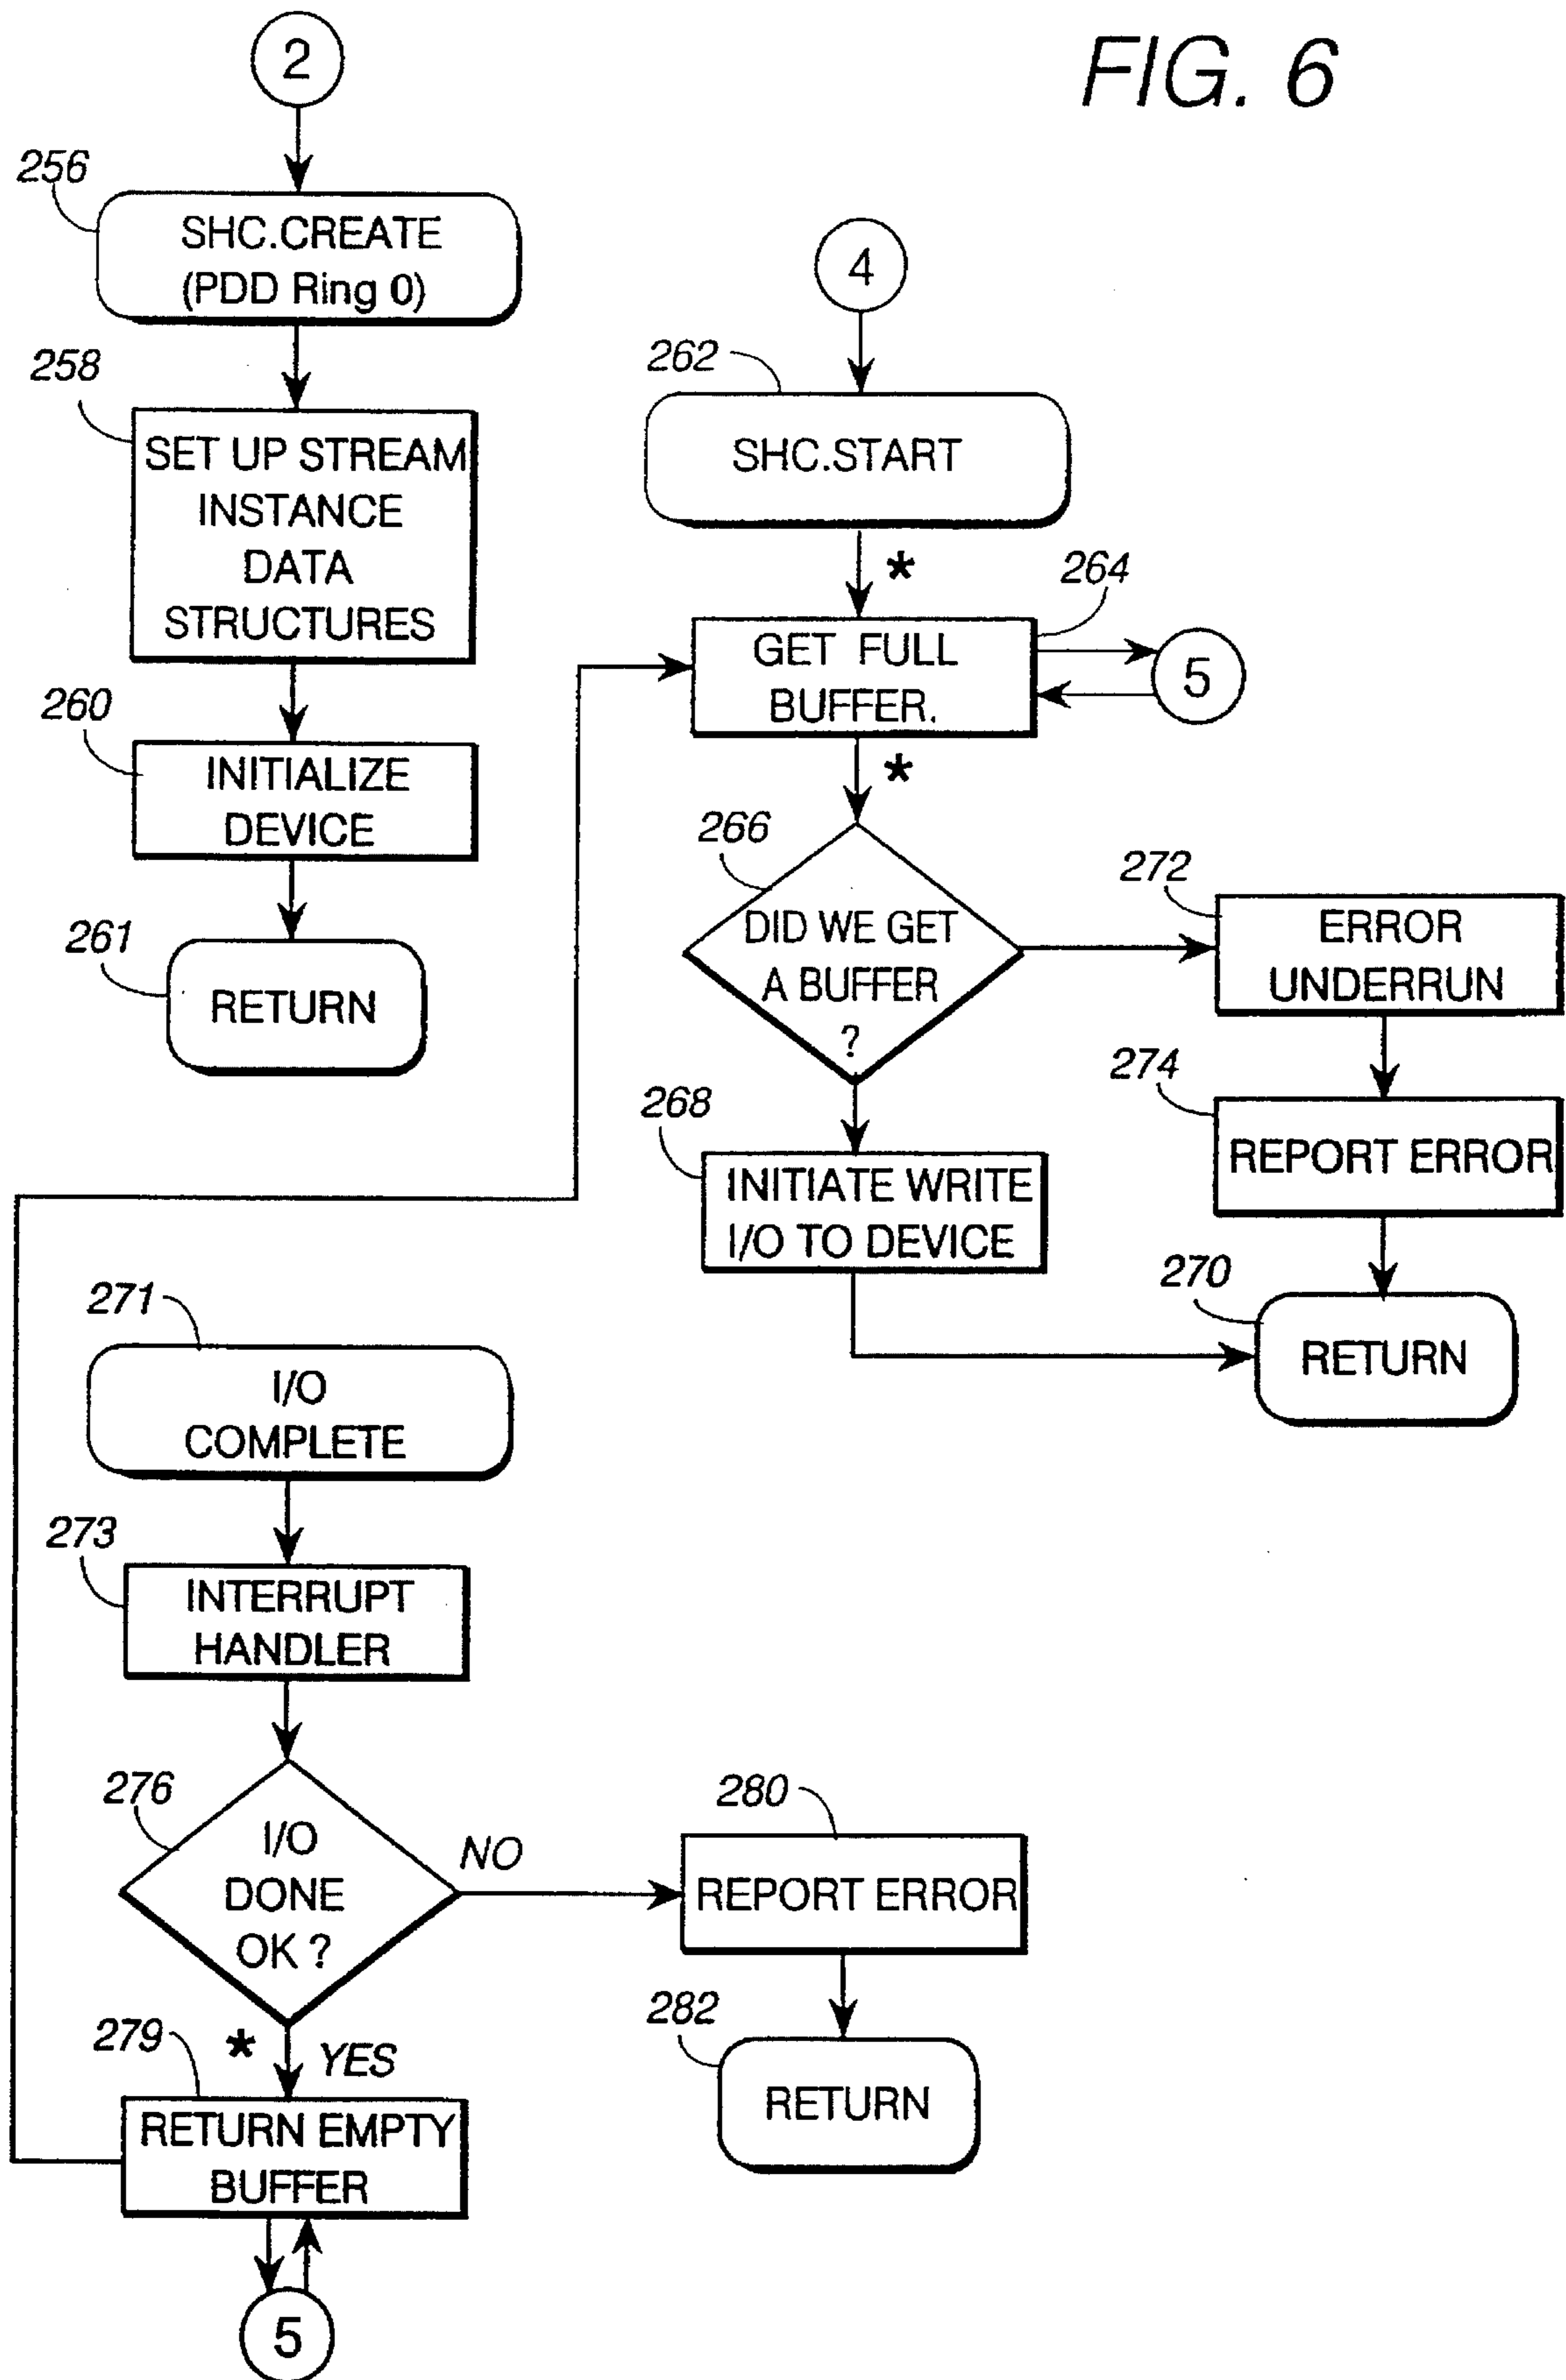 FIG. 6
2
256
SHC.CREATE
(PDD Ring 0)
258
SET UP STREAM
INSTANCE
DATA
STRUCTURES
260
INITIALIZE
DEVICE
261
RETURN
4
262
SHC.START
*
264
GET FULL
BUFFER.
5
*
266
DID WE GET
A BUFFER
?
272
ERROR
UNDERRUN
274
REPORT ERROR
268
INITIATE WRITE
I/O TO DEVICE
270
RETURN
271
I/O
COMPLETE
273
INTERRUPT
HANDLER
276
I/O
DONE
OK ?
NO
280
REPORT ERROR
282
RETURN
* YES
279
RETURN EMPTY
BUFFER
5